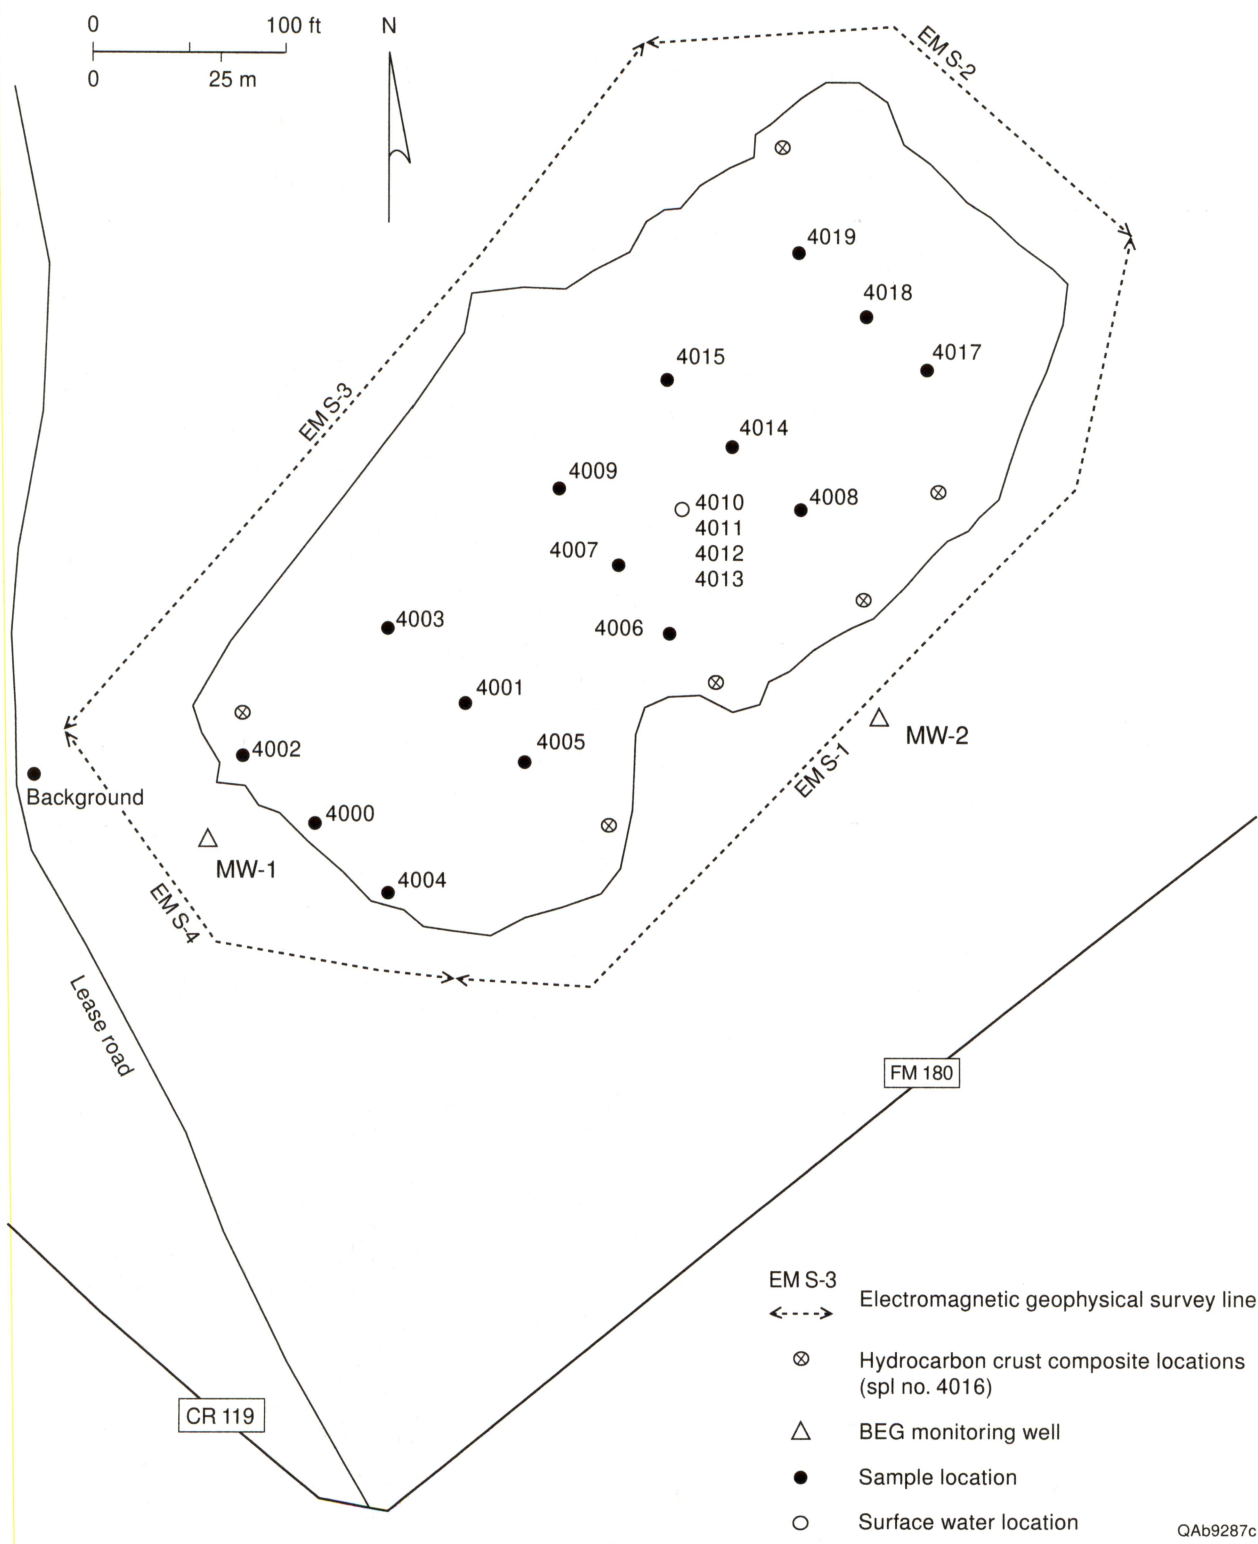 0 100 ft
0 25 m
N
EM S-2
4019
4018
4017
4015
EM S-3
4014
4009
4010
4011
4012
4013
4008
4007
4003
4006
4001
4002
4005
MW-2
EM S-1
Background
4000
MW-1
4004
EM S-4
Lease road
FM 180
CR 119
EM S-3
Electromagnetic geophysical survey line
Hydrocarbon crust composite locations
(spl no. 4016)
BEG monitoring well
Sample location
Surface water location
QAb9287c